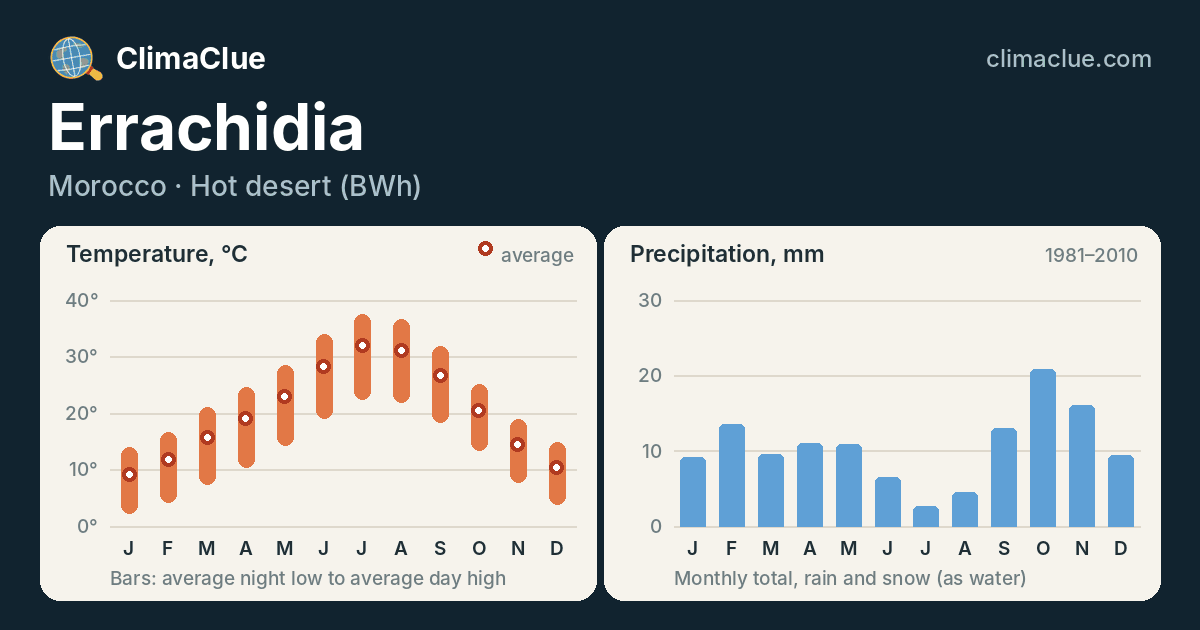 ClimaClue
climaclue.com
Errachidia
Morocco · Hot desert (BWh)
Temperature, °C
average
40°
30°
20°
10°
0°
J F M A M J J A S O N D
Bars: average night low to average day high
Precipitation, mm
1981–2010
30
20
10
0
J F M A M J J A S O N D
Monthly total, rain and snow (as water)